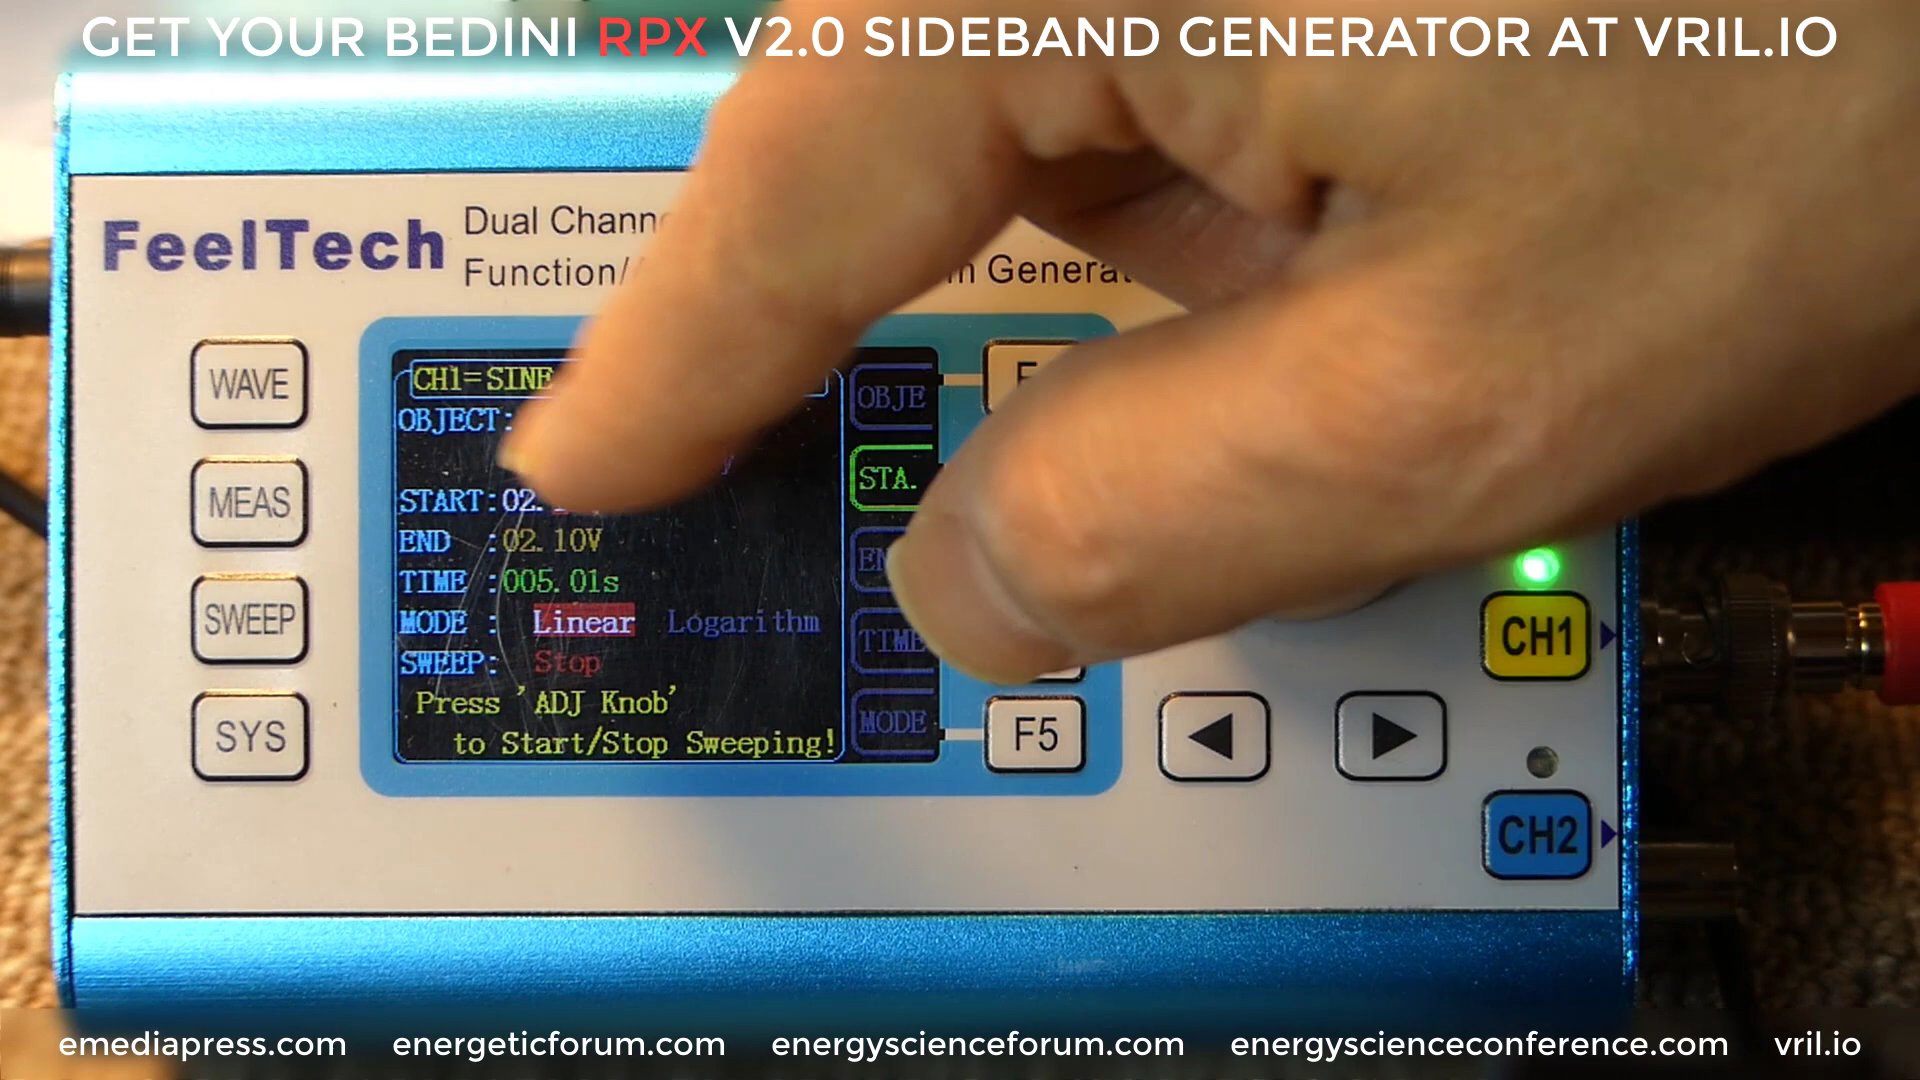 GET YOUR BEDINI RPX V2.0 SIDEBAND GENERATOR AT VRIL.IO
FeelTech
Dual
Function/ Generat
WAVE
MEAS
SWEEP
SYS
CH1=SINE
OBJECT:
START:02.
END :02.10V
TIME :005.01s
MODE : Linear Logarithm
SWEEP: Stop
Press 'ADJ Knob'
to Start/Stop Sweeping!
OBJE
STA.
TIME
MODE
F5
CH1
CH2
emediapress.com energeticforum.com energyscienceforum.com energyscienceconference.com vril.io